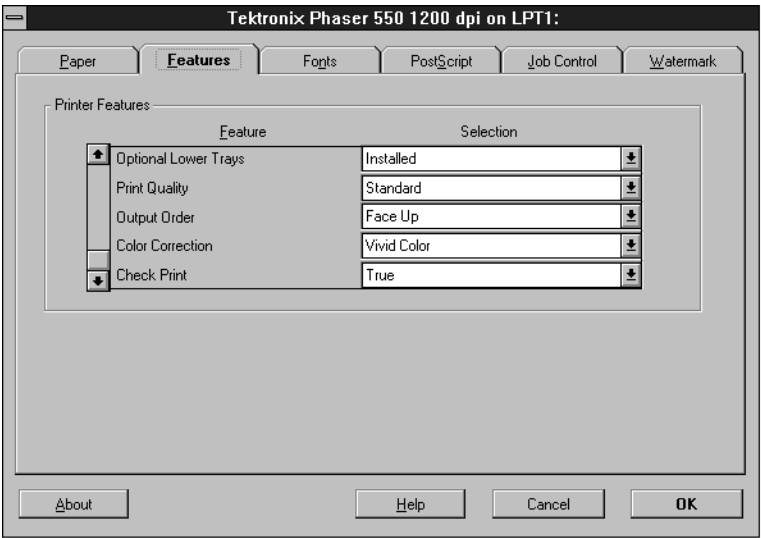 Tektronix Phaser 550 1200 dpi on LPT1:
Paper Features Fonts PostScript Job Control Watermark
Printer Features
Feature Selection
Optional Lower Trays Installed
Print Quality Standard
Output Order Face Up
Color Correction Vivid Color
Check Print True
About Help Cancel OK